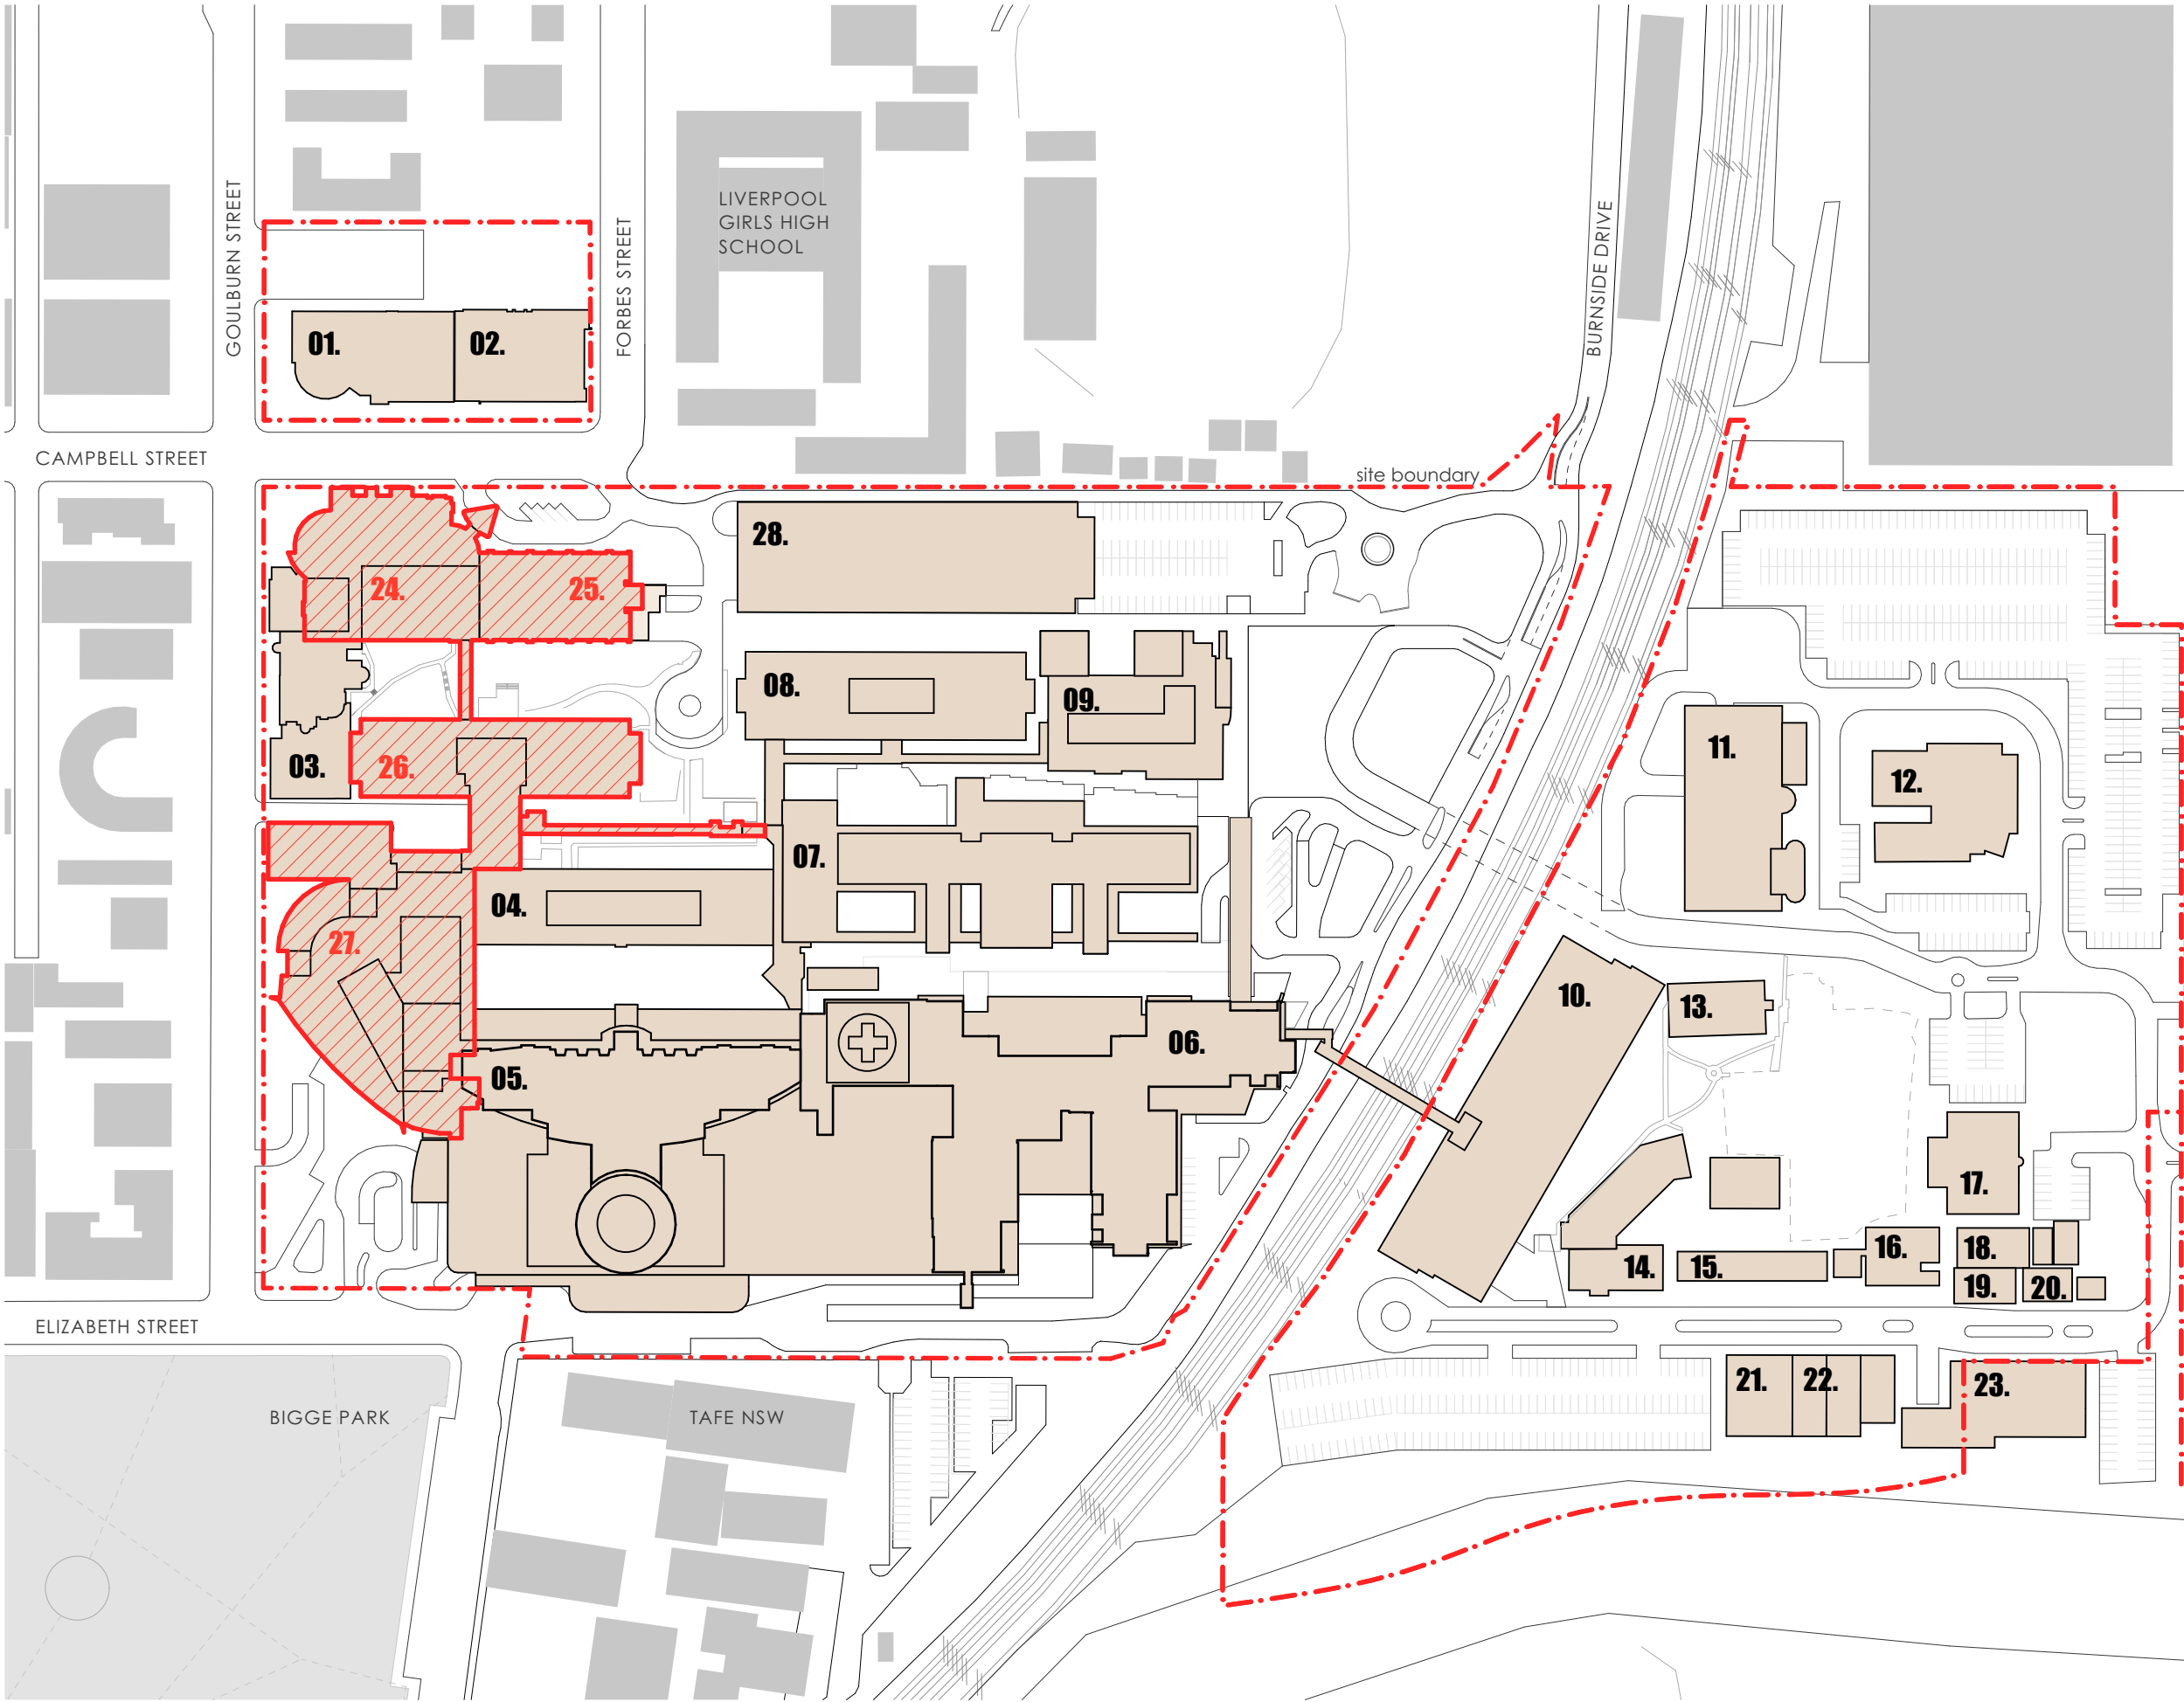 LIVERPOOL
GIRLS HIGH
SCHOOL
GOULBURN STREET
FORBES STREET
BURNSIDE DRIVE
01.
02.
CAMPBELL STREET
site boundary
28.
24.
25.
08.
09.
03.
26.
11.
12.
07.
04.
27.
10.
13.
06.
05.
17.
14.
15.
16.
18.
19.
20.
ELIZABETH STREET
21.
22.
23.
BIGGE PARK
TAFE NSW